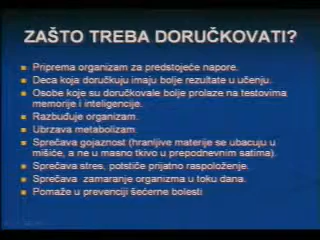 ZAŠTO TREBA DORUČKOVATI?
Priprema organizam za predstojeće napore.
Deca koja doručkuju imaju bolje rezultate u učenju.
Osobe koje su doručkovale bolje prolaze na testovima
memorije i inteligencije.
Razbuđuje organizam.
Ubrzava metabolizam
Sprečava gojaznost (hranljive materije se ubacuju u
mišiće, a ne u masno tkivo u prepodnevnim satima).
Sprečava stres, potstiče prijatno raspoloženje.
Sprečava zamaranje organizma u toku dana.
Pomaže u prevenciji šećerne bolesti